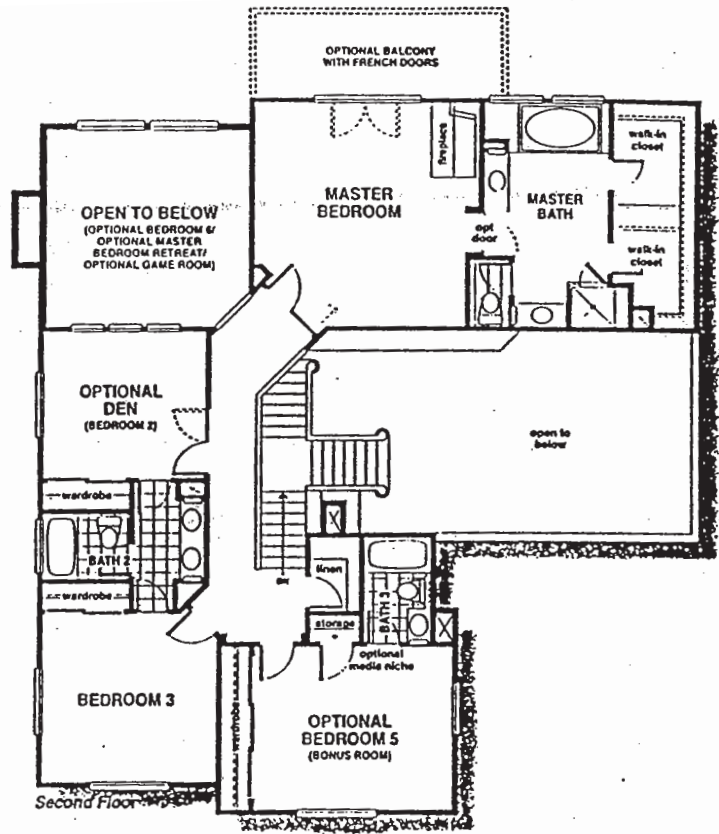 OPTIONAL BALCONY
WITH FRENCH DOORS
fireplace
walk-in
closet
OPEN TO BELOW
(OPTIONAL BEDROOM 6/
OPTIONAL MASTER
BEDROOM RETREAT/
OPTIONAL GAME ROOM)
MASTER
BEDROOM
MASTER
BATH
opt
door
walk-in
closet
OPTIONAL
DEN
(BEDROOM 2)
open to
below
wardrobe
BATH 2
linen
wardrobe
BATH 3
storage
optional
media niche
BEDROOM 3
wardrobe
OPTIONAL
BEDROOM 5
(BONUS ROOM)
Second Floor